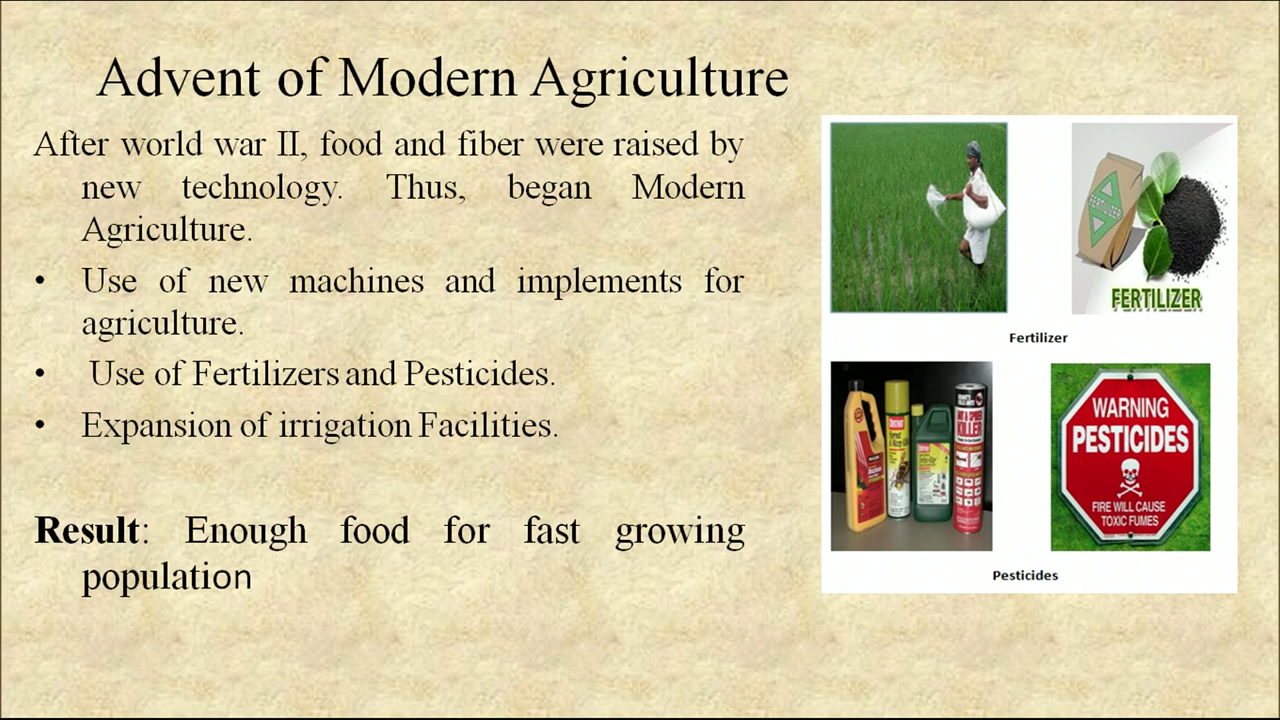 Advent of Modern Agriculture
After world war II, food and fiber were raised by
new technology. Thus, began Modern
Agriculture.
• Use of new machines and implements for
agriculture.
• Use of Fertilizers and Pesticides.
• Expansion of irrigation Facilities.
Result: Enough food for fast growing
population
FERTILIZER
FERTILIZER
Fertilizer
KILLER
WARNING
PESTICIDES
FIRE WILL CAUSE
TOXIC FUMES
Pesticides